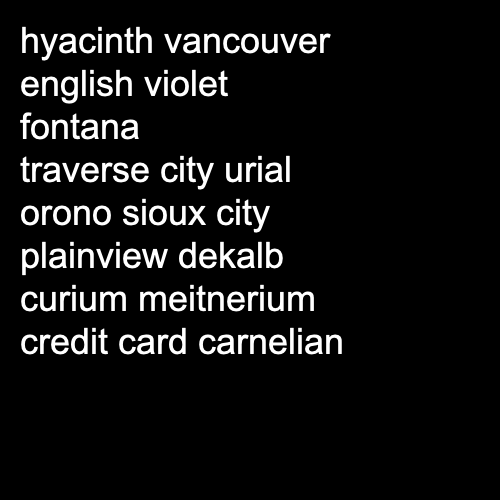 hyacinth vancouver
english violet
fontana
traverse city urial
orono sioux city
plainview dekalb
curium meitnerium
credit card carnelian